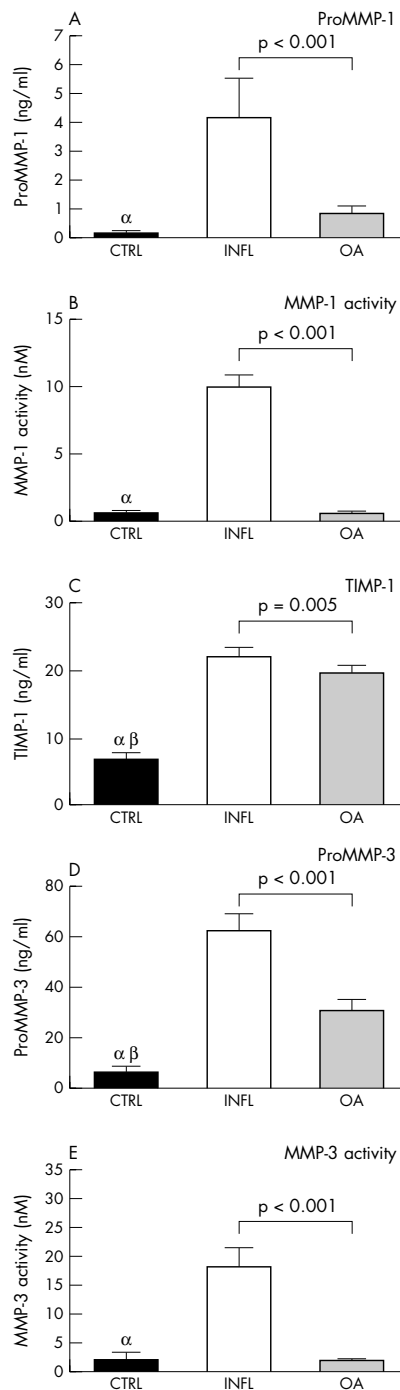 A
ProMMP-1
p < 0.001
ProMMP-1 (ng/ml)
7
6
5
4
3
2
1
0
α
CTRL
INFL
OA
B
MMP-1 activity
p < 0.001
MMP-1 activity (nM)
15
10
5
0
α
CTRL
INFL
OA
C
TIMP-1
p = 0.005
TIMP-1 (ng/ml)
30
20
10
0
α β
CTRL
INFL
OA
D
ProMMP-3
p < 0.001
ProMMP-3 (ng/ml)
80
60
40
20
0
α β
CTRL
INFL
OA
E
MMP-3 activity
p < 0.001
MMP-3 activity (nM)
35
30
25
20
15
10
5
0
α
CTRL
INFL
OA